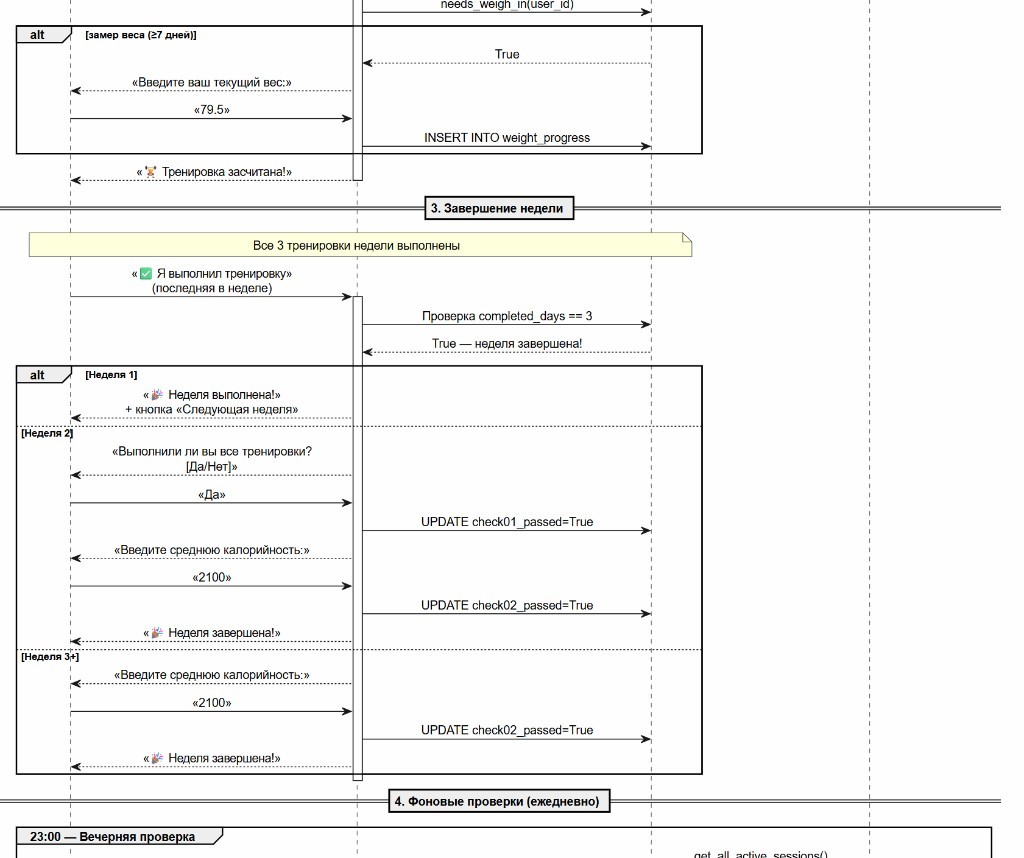 needs_weigh_in(user_id)
alt [замер веса (≥7 дней)]
True
«Введите ваш текущий вес:»
«79.5»
INSERT INTO weight_progress
«🏋 Тренировка засчитана!»
3. Завершение недели
Все 3 тренировки недели выполнены
«✅ Я выполнил тренировку»
(последняя в неделе)
Проверка completed_days == 3
True — неделя завершена!
alt [Неделя 1]
«🎉 Неделя выполнена!»
+ кнопка «Следующая неделя»
[Неделя 2]
«Выполнили ли вы все тренировки?
[Да/Нет]»
«Да»
UPDATE check01_passed=True
«Введите среднюю калорийность:»
«2100»
UPDATE check02_passed=True
«🎉 Неделя завершена!»
[Неделя 3+]
«Введите среднюю калорийность:»
«2100»
UPDATE check02_passed=True
«🎉 Неделя завершена!»
4. Фоновые проверки (ежедневно)
23:00 — Вечерняя проверка
get_all_active_sessions()